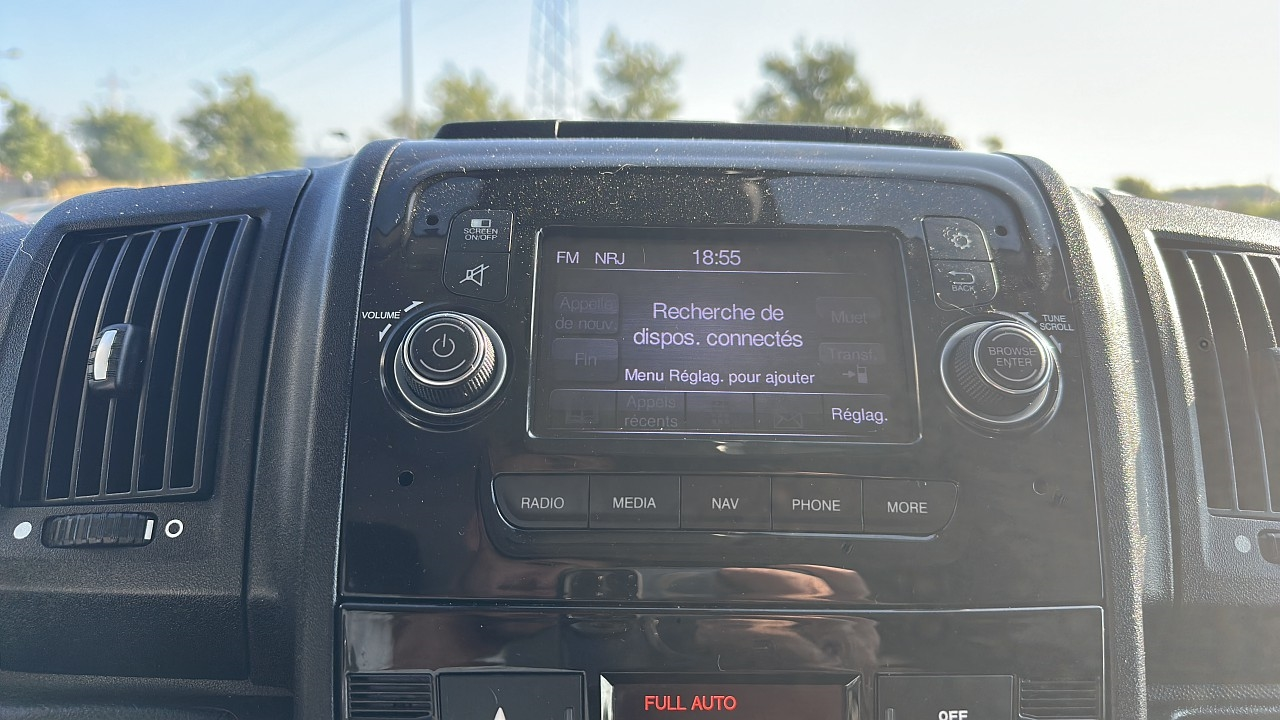 SCREEN
ON/OFF
FM NRJ 18:55
BACK
VOLUME
TUNE
SCROLL
Appels
de nouv.
Recherche de
dispos. connectés
Muet
BROWSE
ENTER
Fin
Transf.
Menu Réglag. pour ajouter
Appels
récents
Réglag.
RADIO MEDIA NAV PHONE MORE
FULL AUTO
OFF